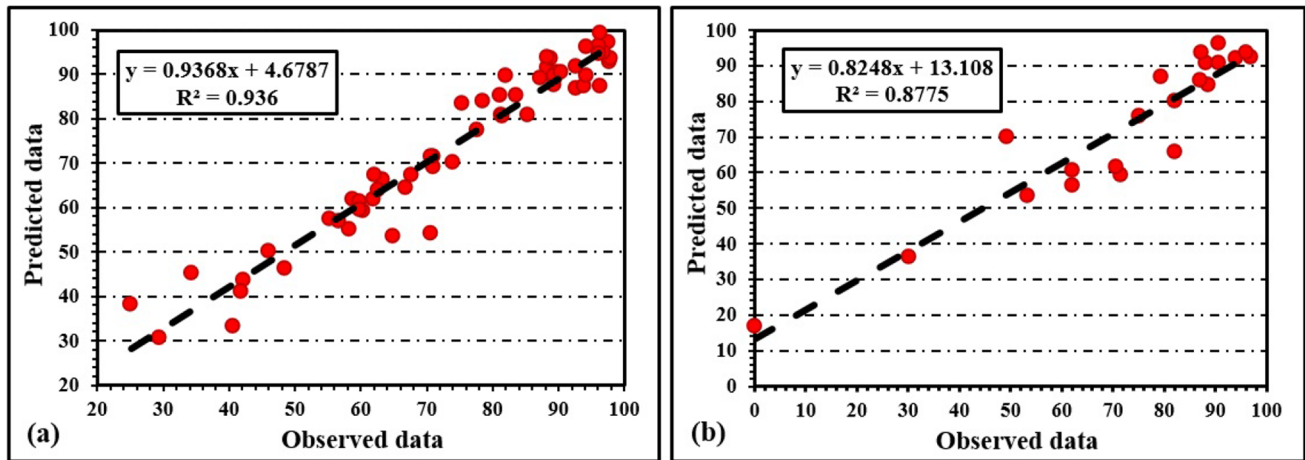 100
90
80
70
60
50
40
30
20
Predicted data
y = 0.9368x + 4.6787
R² = 0.936
20 30 40 50 60 70 80 90 100
(a)
Observed data
100
90
80
70
60
50
40
30
20
10
0
Predicted data
y = 0.8248x + 13.108
R² = 0.8775
0 10 20 30 40 50 60 70 80 90 100
(b)
Observed data